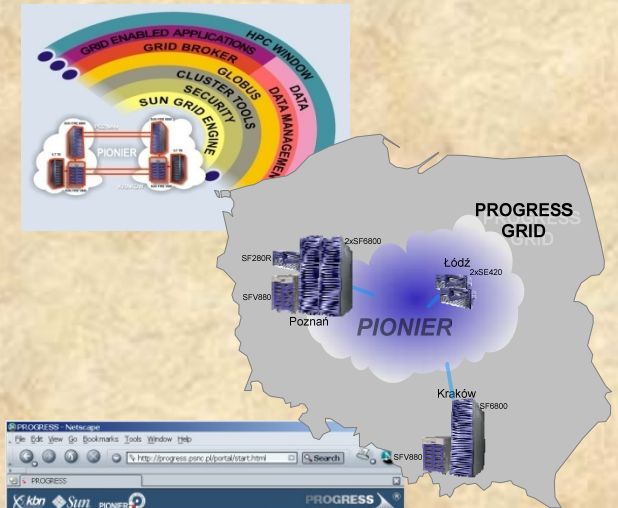 HPC WINDOW
GRID ENABLED APPLICATIONS
DATA
GRID BROKER
DATA MANAGEMEN
GLOBUS
CLUSTER TOOLS
SECURITY
SUN GRID ENGINE
PIONIER
PROGRESS
GRID
2xSF6800
SF280R
SFV880
Poznań
Łódź
2xSE420
PIONIER
Kraków
SF6800
SFV880
PROGRESS - Netscape
File Edit View Go Bookmarks Tools Window Help
http://progress.psnc.pl/portal/start.html Search
PROGRESS
kbn Sun PIONIER PROGRESS